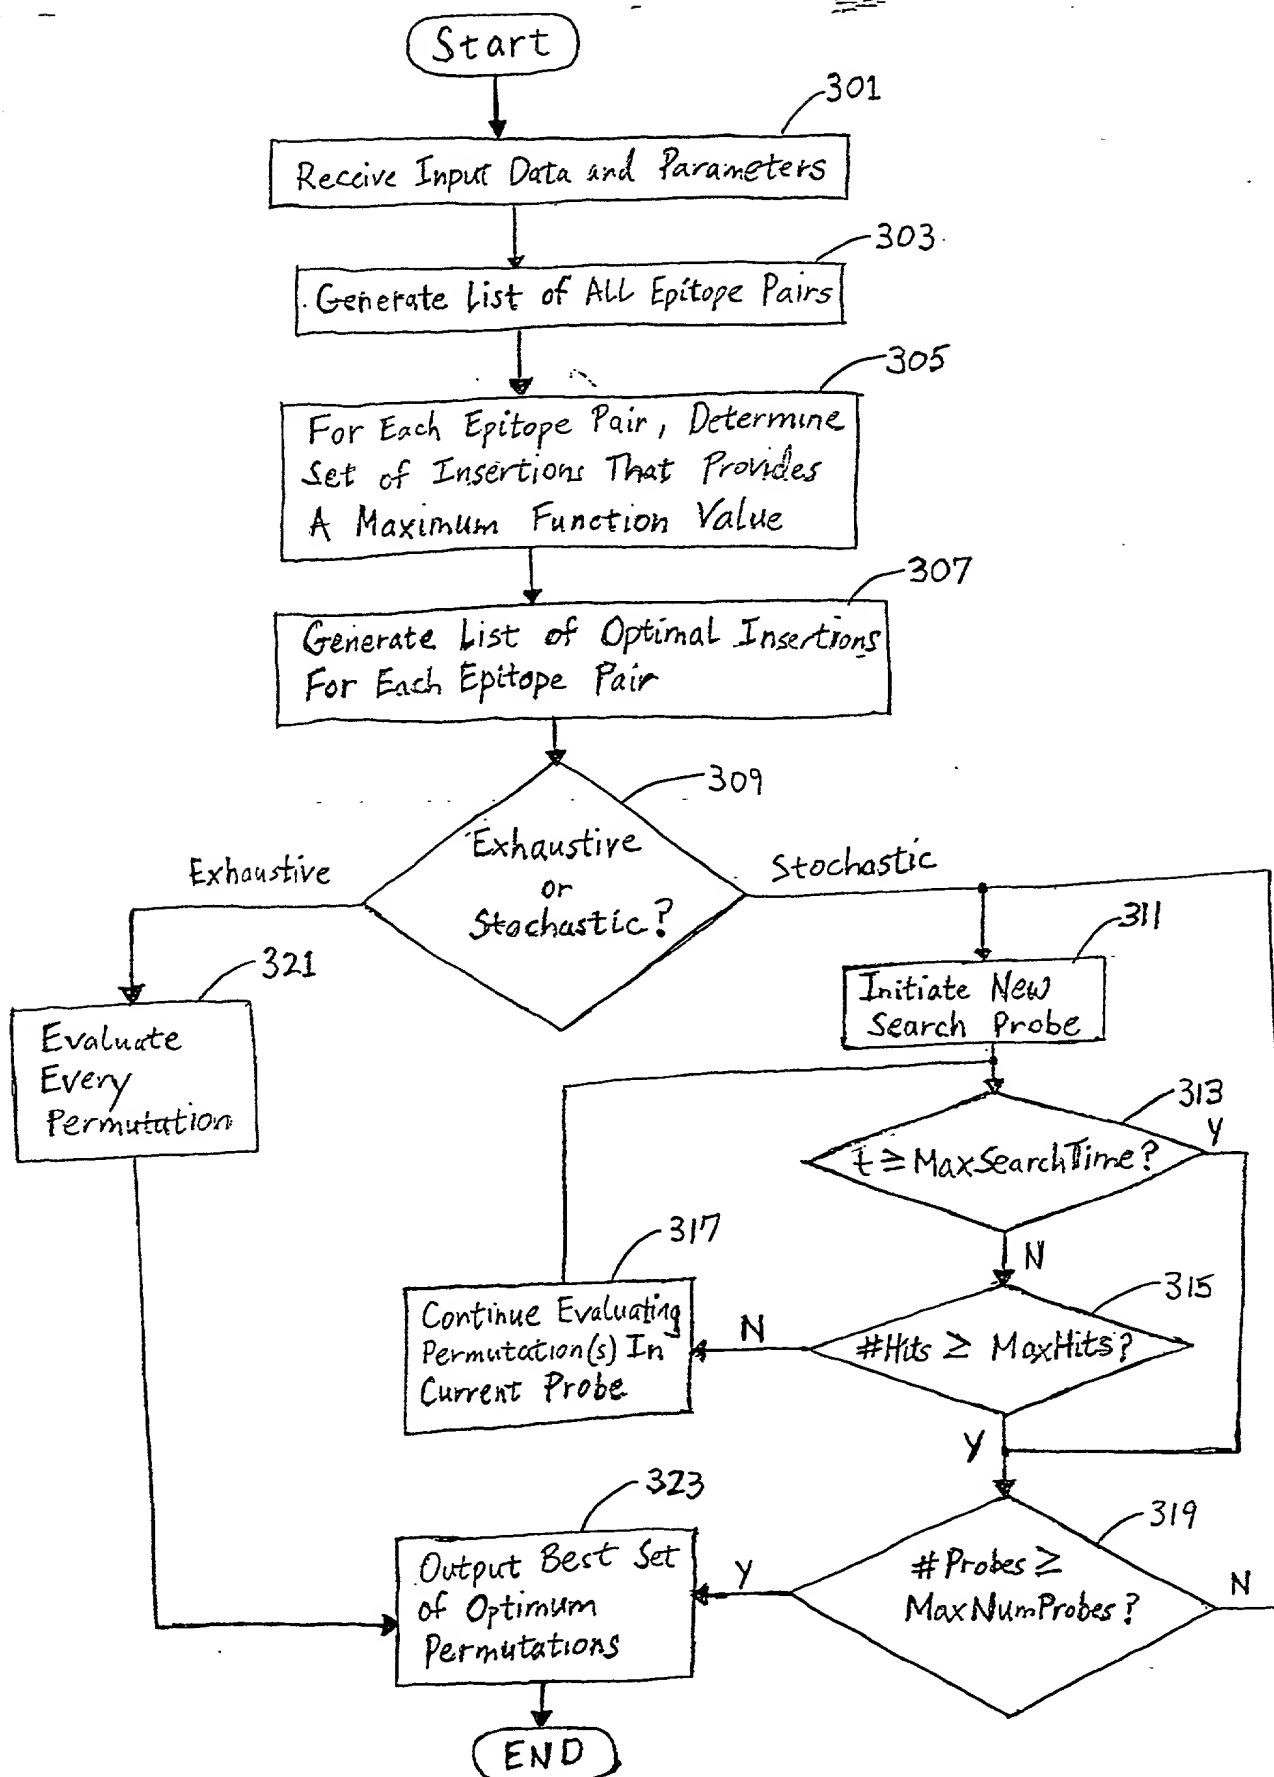 Start
301
Receive Input Data and Parameters
303
Generate List of All Epitope Pairs
305
For Each Epitope Pair, Determine
Set of Insertions That Provides
A Maximum Function Value
307
Generate List of Optimal Insertions
For Each Epitope Pair
309
Exhaustive
or
Stochastic?
Exhaustive
Stochastic
321
Evaluate
Every
Permutation
311
Initiate New
Search Probe
313
t ≥ MaxSearchTime?
Y
N
315
#Hits ≥ MaxHits?
N
Y
317
Continue Evaluating
Permutation(s) In
Current Probe
319
#Probes ≥
MaxNumProbes?
Y
N
323
Output Best Set
of Optimum
Permutations
END